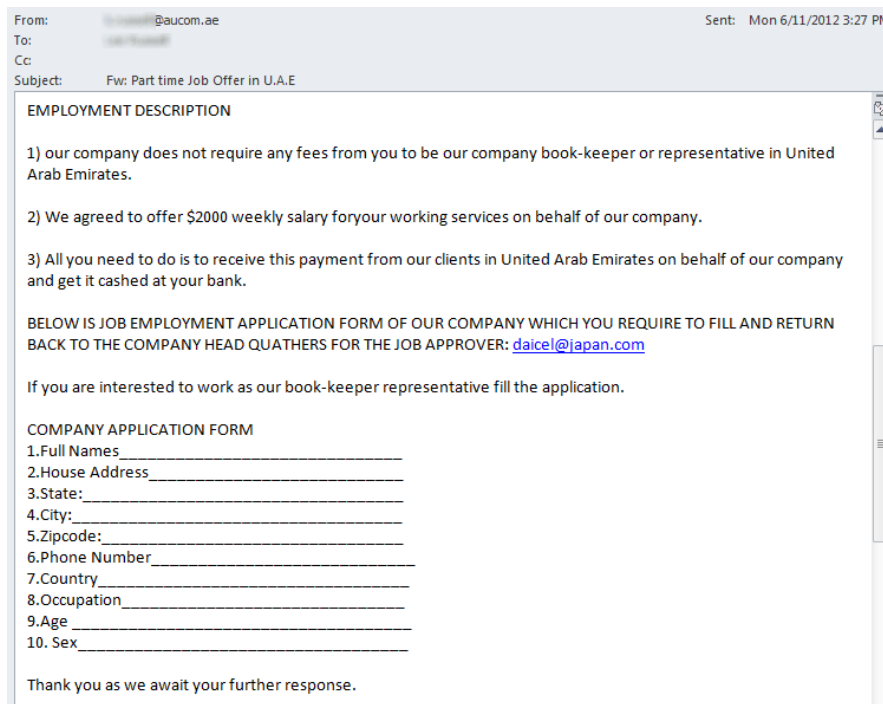 From: @aucom.ae Sent: Mon 6/11/2012 3:27 PM
To:
Cc:
Subject: Fw: Part time Job Offer in U.A.E
EMPLOYMENT DESCRIPTION
1) our company does not require any fees from you to be our company book-keeper or representative in United
Arab Emirates.
2) We agreed to offer $2000 weekly salary foryour working services on behalf of our company.
3) All you need to do is to receive this payment from our clients in United Arab Emirates on behalf of our company
and get it cashed at your bank.
BELOW IS JOB EMPLOYMENT APPLICATION FORM OF OUR COMPANY WHICH YOU REQUIRE TO FILL AND RETURN
BACK TO THE COMPANY HEAD QUATHERS FOR THE JOB APPROVER: daicel@japan.com
If you are interested to work as our book-keeper representative fill the application.
COMPANY APPLICATION FORM
1.Full Names______________________________
2.House Address___________________________
3.State:__________________________________
4.City:___________________________________
5.Zipcode:________________________________
6.Phone Number____________________________
7.Country_________________________________
8.Occupation______________________________
9.Age ____________________________________
10. Sex___________________________________
Thank you as we await your further response.